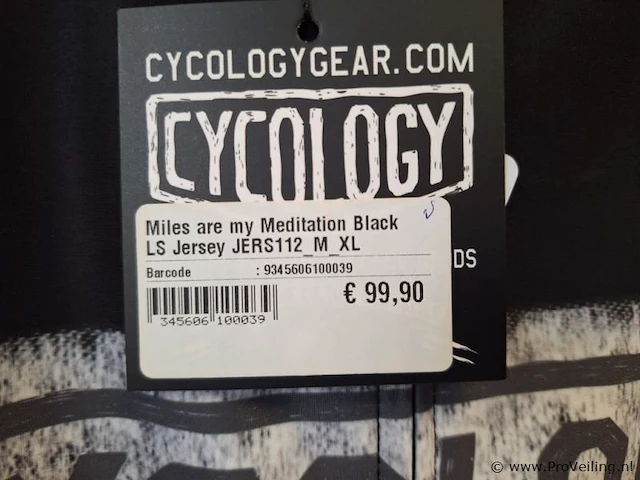 CYCOLOGYGEAR.COM
CYCOLOGY
Miles are my Meditation Black
LS Jersey JERS112_M_XL
DS
Barcode : 9345606100039
€ 99,90
345606 100039
© www.ProVeiling.nl